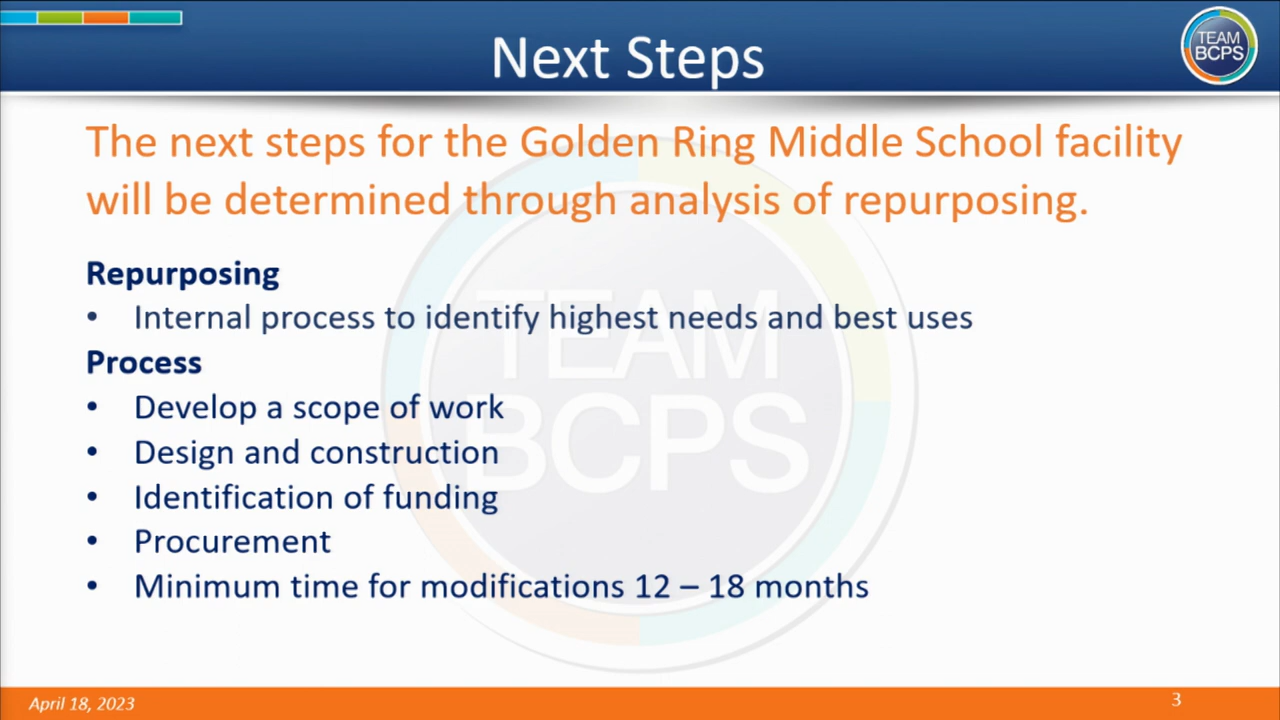 Next Steps
TEAM
BCPS
The next steps for the Golden Ring Middle School facility
will be determined through analysis of repurposing.
Repurposing
• Internal process to identify highest needs and best uses
Process
• Develop a scope of work
• Design and construction
• Identification of funding
• Procurement
• Minimum time for modifications 12 – 18 months
TEAM
BCPS
April 18, 2023
3